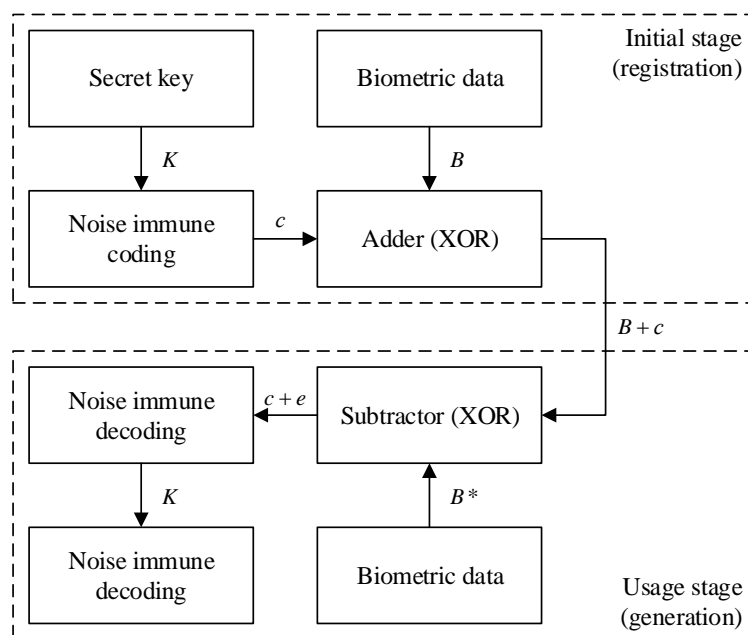 Initial stage
(registration)
Secret key
Biometric data
K
B
Noise immune
coding
c
Adder (XOR)
B + c
Noise immune
decoding
c + e
Subtractor (XOR)
K
B*
Noise immune
decoding
Biometric data
Usage stage
(generation)